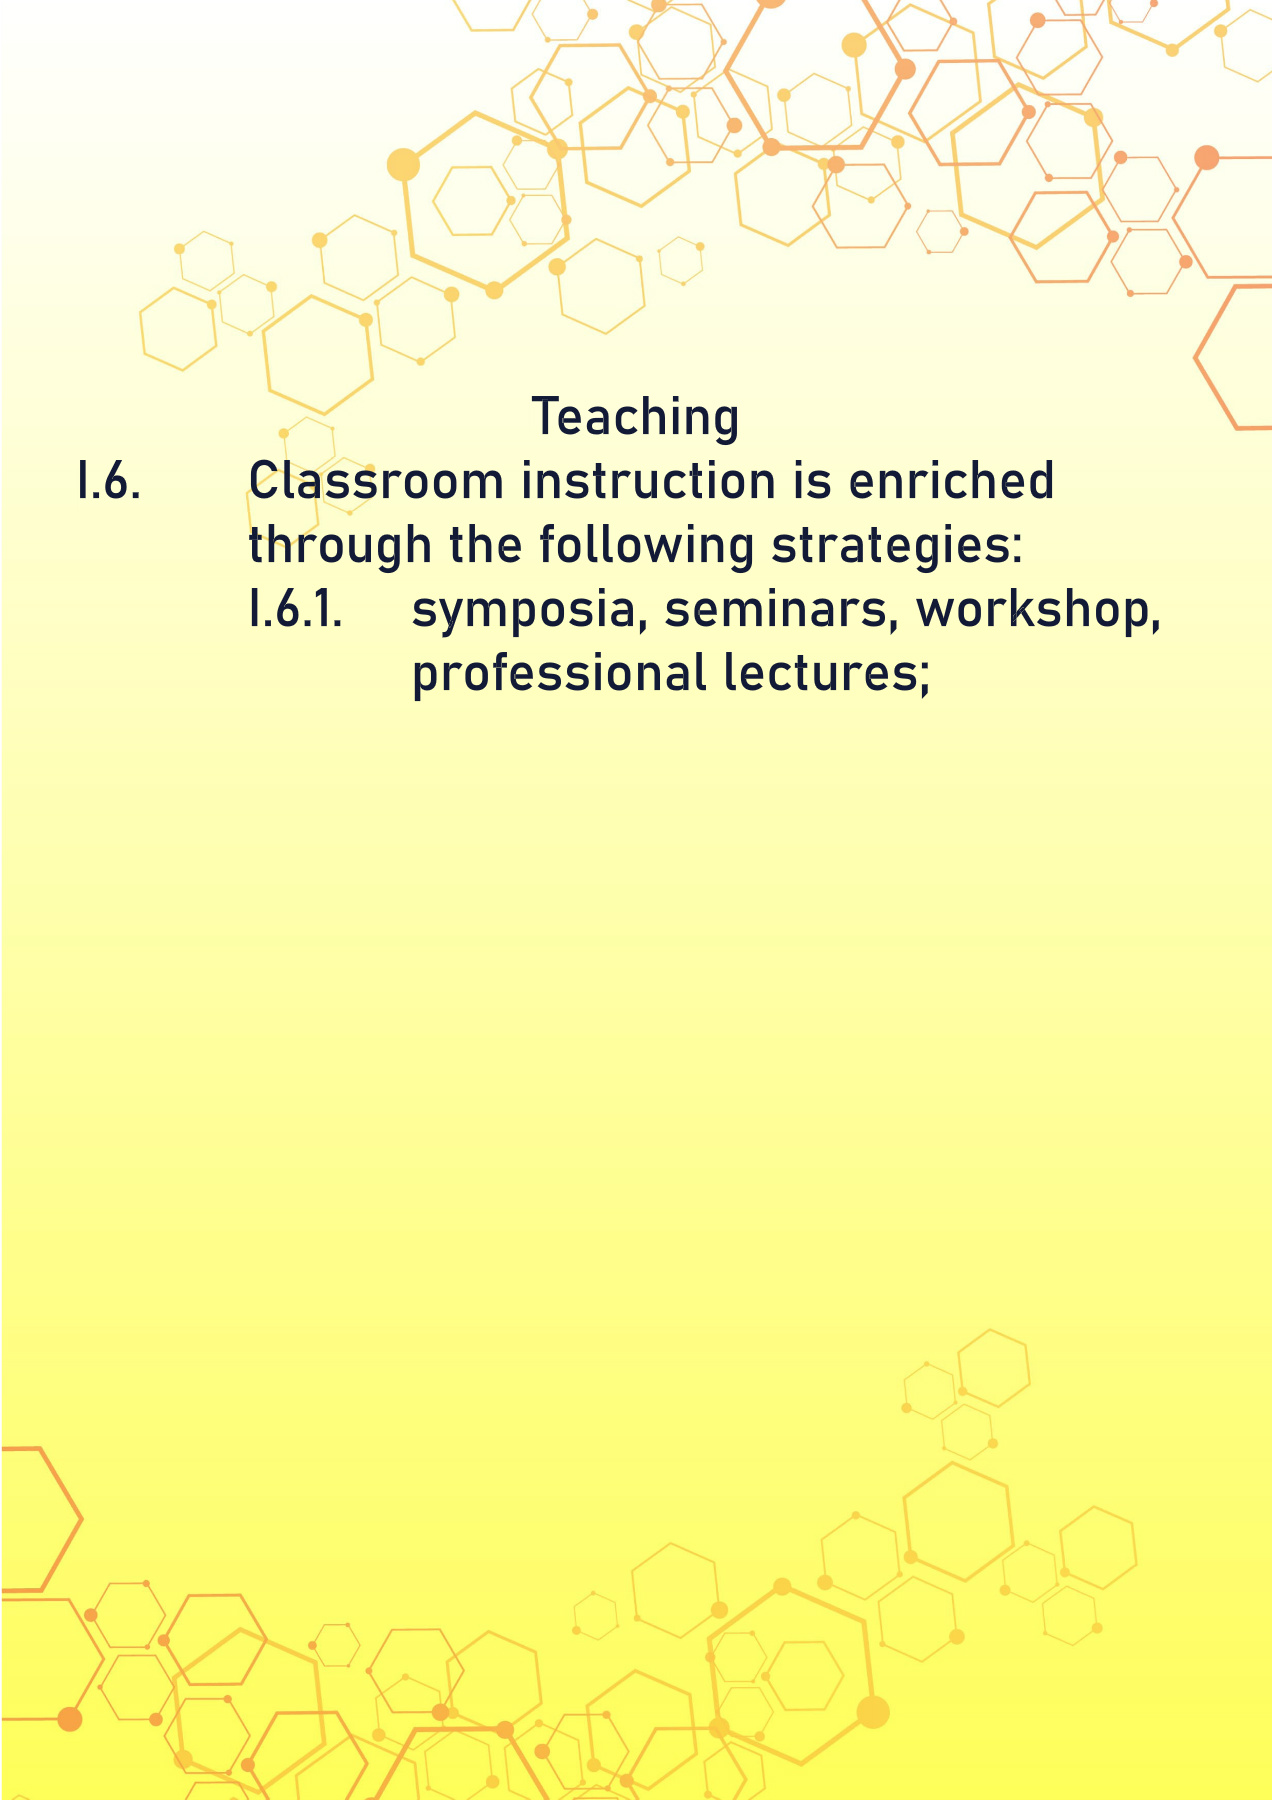 Teaching
I.6. Classroom instruction is enriched
through the following strategies:
I.6.1. symposia, seminars, workshop,
professional lectures;